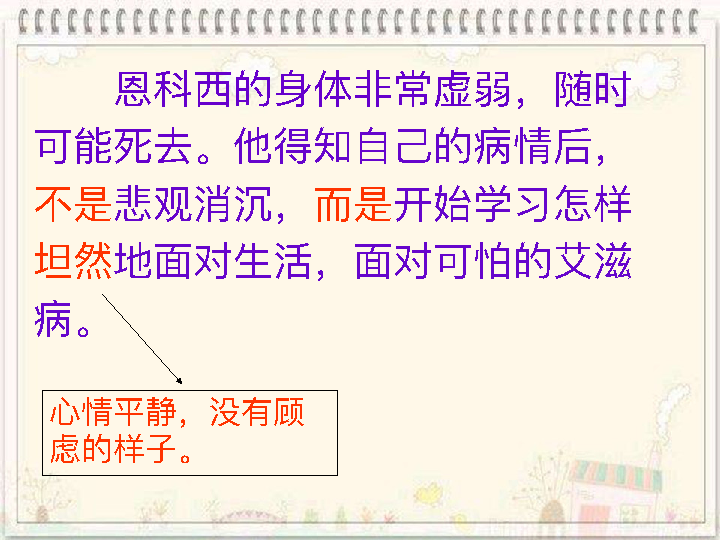 恩科西的身体非常虚弱，随时
可能死去。他得知自己的病情后，
不是悲观消沉，而是开始学习怎样
坦然地面对生活，面对可怕的艾滋
病。
心情平静，没有顾
虑的样子。